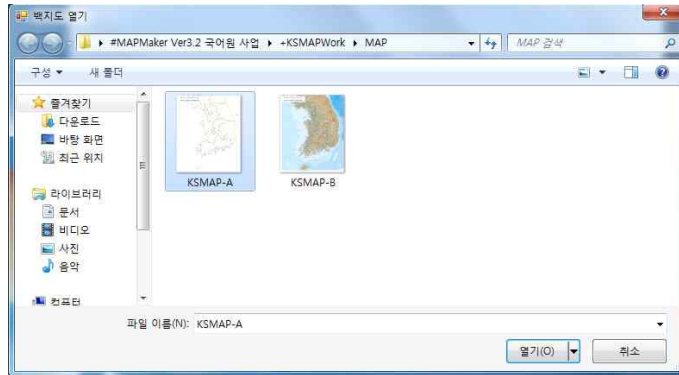 백지도 열기
#MAPMaker Ver3.2 국어원 사업 ▸ +KSMAPWork ▸ MAP
MAP 검색
구성 새 폴더
즐겨찾기
다운로드
바탕 화면
최근 위치
라이브러리
문서
비디오
사진
음악
컴퓨터
KSMAP-A
KSMAP-B
파일 이름(N): KSMAP-A
열기(O) 취소